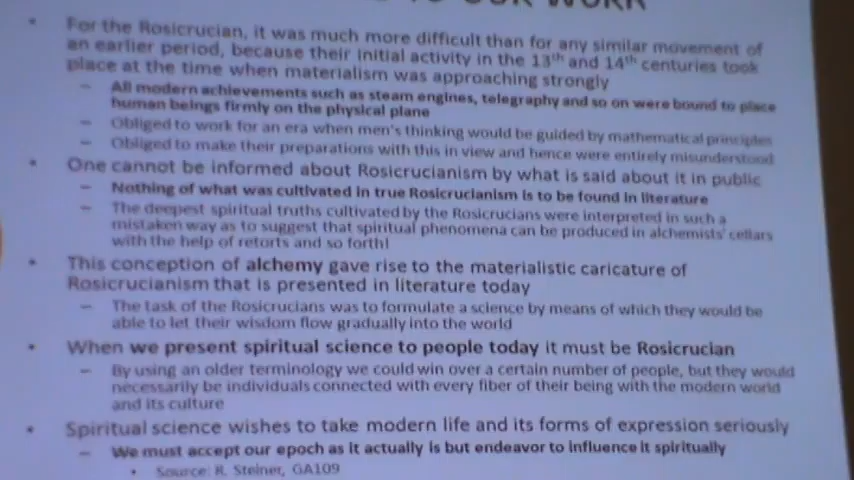 TO OUR WORK
• For the Rosicrucian, it was much more difficult than for any similar movement of
an earlier period, because their initial activity in the 13th and 14th centuries took
place at the time when materialism was approaching strongly
– All modern achievements such as steam engines, telegraphy and so on were bound to place
human beings firmly on the physical plane
– Obliged to work for an era when men's thinking would be guided by mathematical principles
– Obliged to make their preparations with this in view and hence were entirely misunderstood
• One cannot be informed about Rosicrucianism by what is said about it in public
– Nothing of what was cultivated in true Rosicrucianism is to be found in literature
– The deepest spiritual truths cultivated by the Rosicrucians were interpreted in such a
mistaken way as to suggest that spiritual phenomena can be produced in alchemists' cellars
with the help of retorts and so forth!
• This conception of alchemy gave rise to the materialistic caricature of
Rosicrucianism that is presented in literature today
– The task of the Rosicrucians was to formulate a science by means of which they would be
able to let their wisdom flow gradually into the world
• When we present spiritual science to people today it must be Rosicrucian
– By using an older terminology we could win over a certain number of people, but they would
necessarily be individuals connected with every fiber of their being with the modern world
and its culture
• Spiritual science wishes to take modern life and its forms of expression seriously
– We must accept our epoch as it actually is but endeavor to influence it spiritually
• Source: R. Steiner, GA109